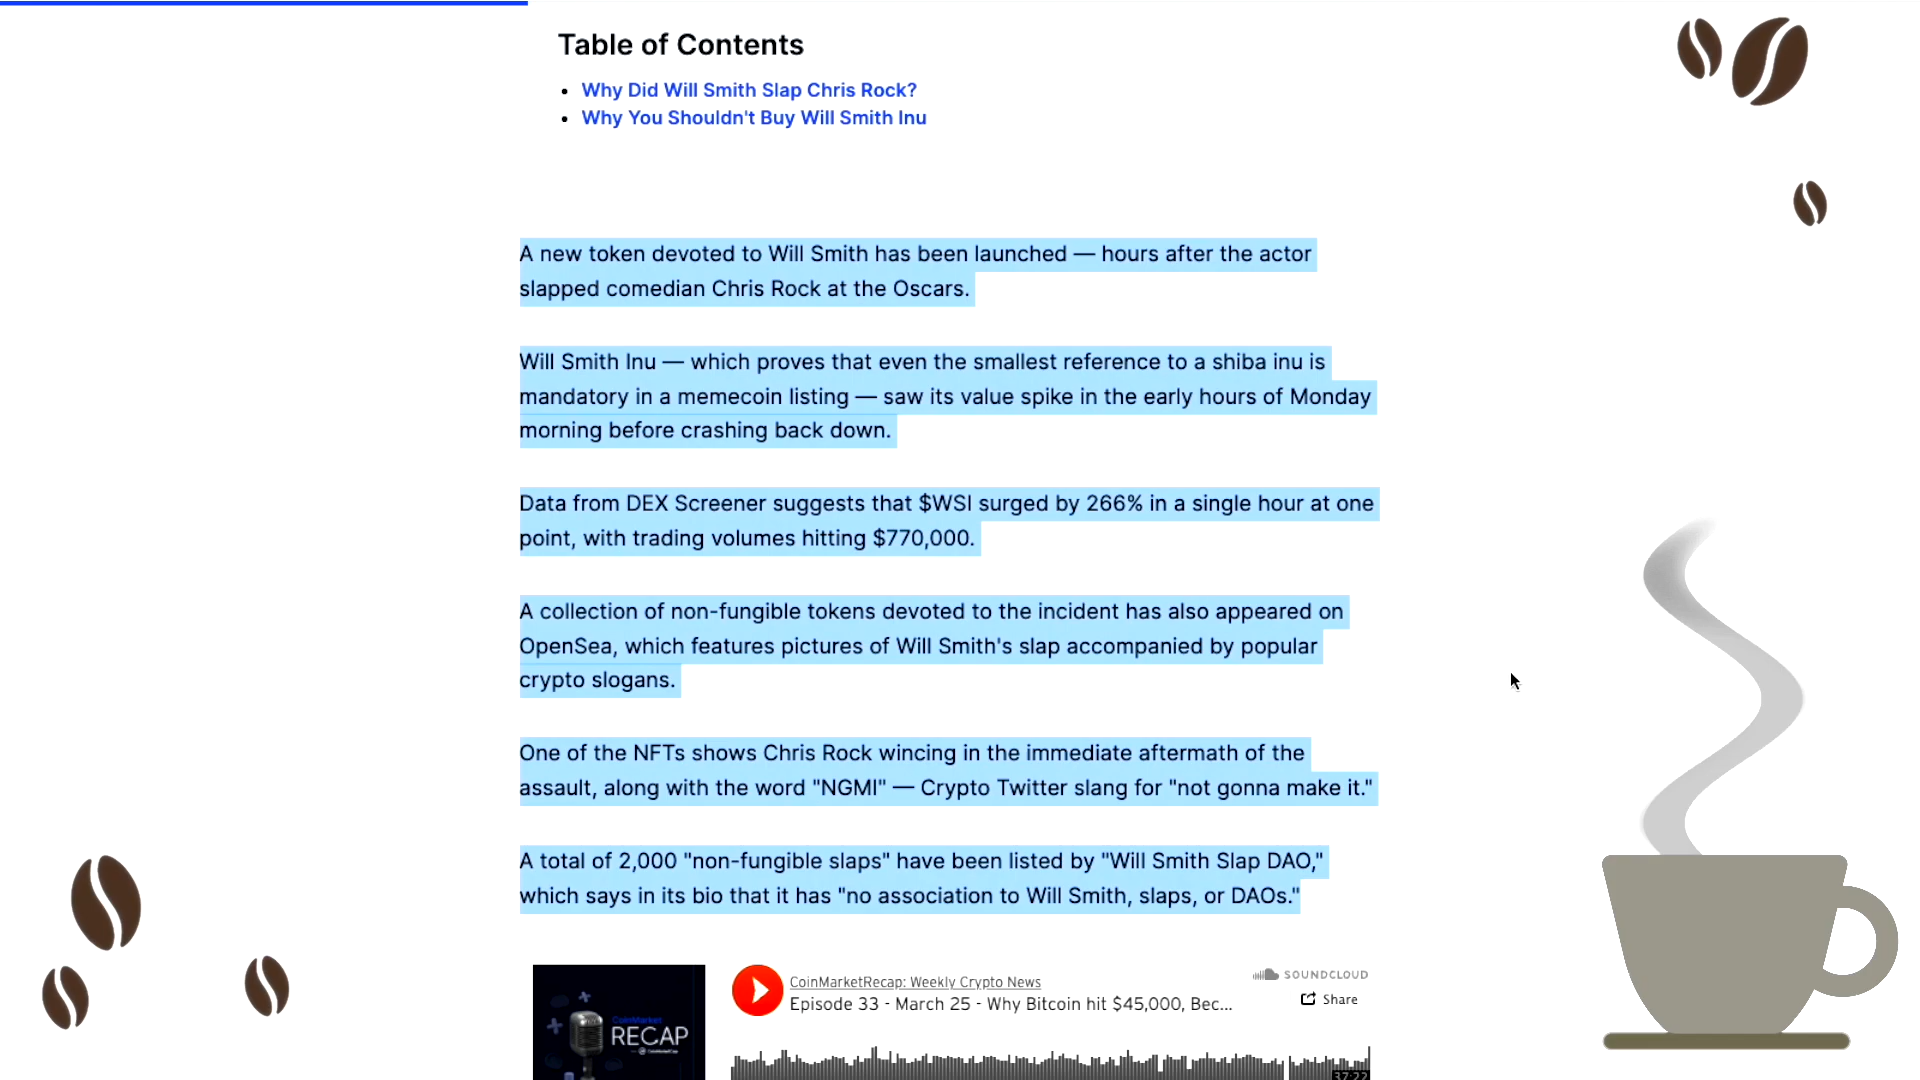 Table of Contents
• Why Did Will Smith Slap Chris Rock?
• Why You Shouldn't Buy Will Smith Inu
A new token devoted to Will Smith has been launched — hours after the actor
slapped comedian Chris Rock at the Oscars.
Will Smith Inu — which proves that even the smallest reference to a shiba inu is
mandatory in a memecoin listing — saw its value spike in the early hours of Monday
morning before crashing back down.
Data from DEX Screener suggests that $WSI surged by 266% in a single hour at one
point, with trading volumes hitting $770,000.
A collection of non-fungible tokens devoted to the incident has also appeared on
OpenSea, which features pictures of Will Smith's slap accompanied by popular
crypto slogans.
One of the NFTs shows Chris Rock wincing in the immediate aftermath of the
assault, along with the word "NGMI" — Crypto Twitter slang for "not gonna make it."
A total of 2,000 "non-fungible slaps" have been listed by "Will Smith Slap DAO,"
which says in its bio that it has "no association to Will Smith, slaps, or DAOs."
CoinMarket
RECAP
CoinMarketCap
CoinMarketRecap: Weekly Crypto News
Episode 33 - March 25 - Why Bitcoin hit $45,000, Bec...
SOUNDCLOUD
Share
37:22